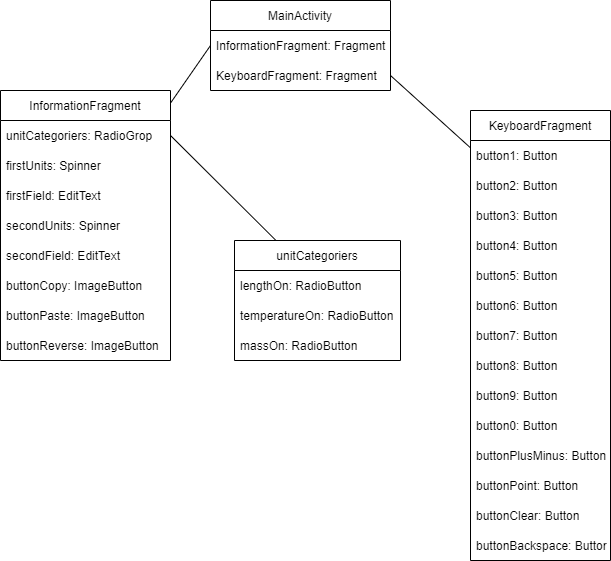 MainActivity
InformationFragment: Fragment
KeyboardFragment: Fragment
InformationFragment
unitCategoriers: RadioGrop
firstUnits: Spinner
firstField: EditText
secondUnits: Spinner
secondField: EditText
buttonCopy: ImageButton
buttonPaste: ImageButton
buttonReverse: ImageButton
unitCategoriers
lengthOn: RadioButton
temperatureOn: RadioButton
massOn: RadioButton
KeyboardFragment
button1: Button
button2: Button
button3: Button
button4: Button
button5: Button
button6: Button
button7: Button
button8: Button
button9: Button
button0: Button
buttonPlusMinus: Button
buttonPoint: Button
buttonClear: Button
buttonBackspace: Button